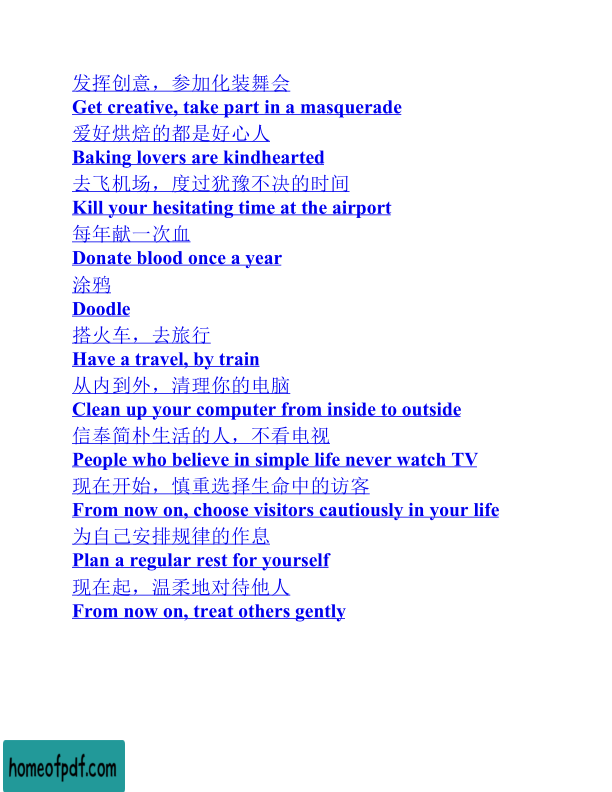 发挥创意，参加化装舞会
Get creative, take part in a masquerade
爱好烘焙的都是好心人
Baking lovers are kindhearted
去飞机场，度过犹豫不决的时间
Kill your hesitating time at the airport
每年献一次血
Donate blood once a year
涂鸦
Doodle
搭火车，去旅行
Have a travel, by train
从内到外，清理你的电脑
Clean up your computer from inside to outside
信奉简朴生活的人，不看电视
People who believe in simple life never watch TV
现在开始，慎重选择生命中的访客
From now on, choose visitors cautiously in your life
为自己安排规律的作息
Plan a regular rest for yourself
现在起，温柔地对待他人
From now on, treat others gently
homeofpdf.com